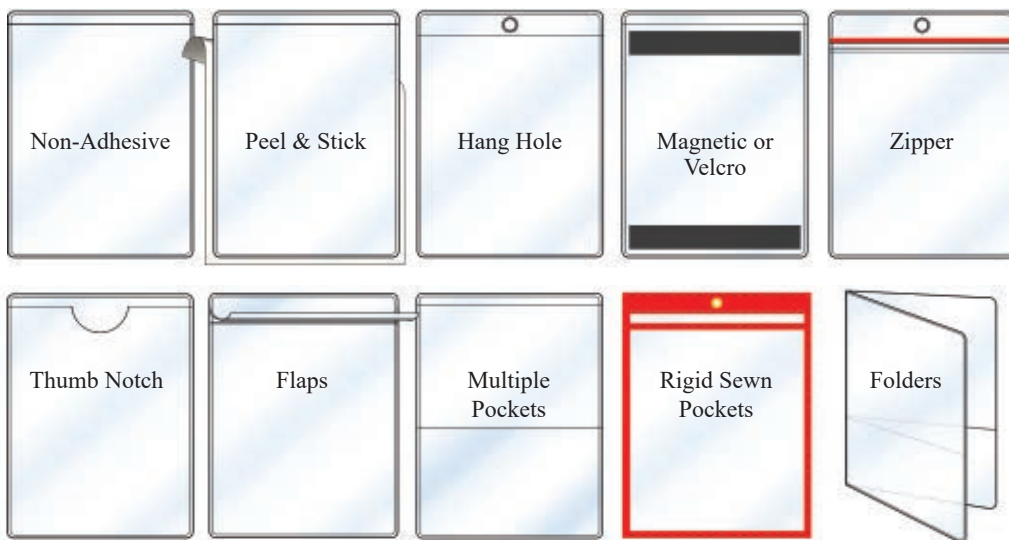 Non-Adhesive
Peel & Stick
Hang Hole
Magnetic or
Velcro
Zipper
Thumb Notch
Flaps
Multiple
Pockets
Rigid Sewn
Pockets
Folders